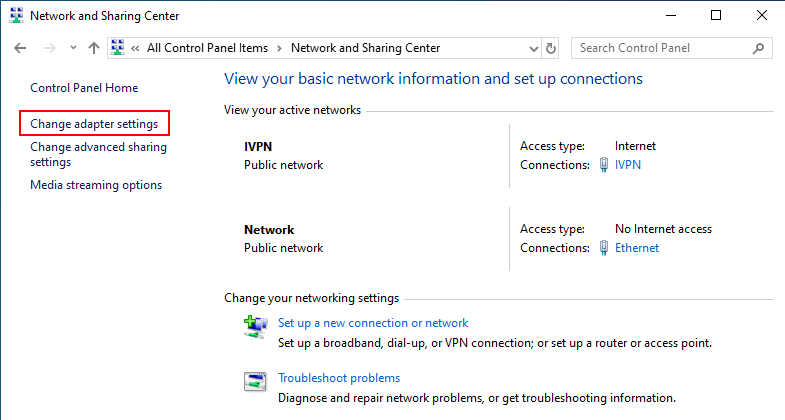 Network and Sharing Center
« All Control Panel Items > Network and Sharing Center
Search Control Panel
Control Panel Home
Change adapter settings
Change advanced sharing
settings
Media streaming options
View your basic network information and set up connections
View your active networks
IVPN
Public network
Access type: Internet
Connections: IVPN
Network
Public network
Access type: No Internet access
Connections: Ethernet
Change your networking settings
Set up a new connection or network
Set up a broadband, dial-up, or VPN connection; or set up a router or access point.
Troubleshoot problems
Diagnose and repair network problems, or get troubleshooting information.